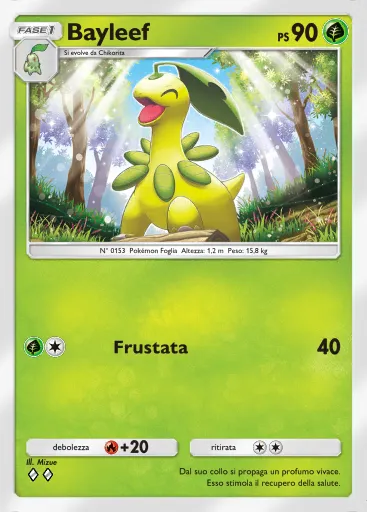 FASE 1
Bayleef
PS 90
Si evolve da Chikorita
N° 0153 Pokémon Foglia Altezza: 1,2 m Peso: 15,8 kg
Frustata 40
debolezza +20 ritirata
Ill. Mizue
Dal suo collo si propaga un profumo vivace.
Esso stimola il recupero della salute.